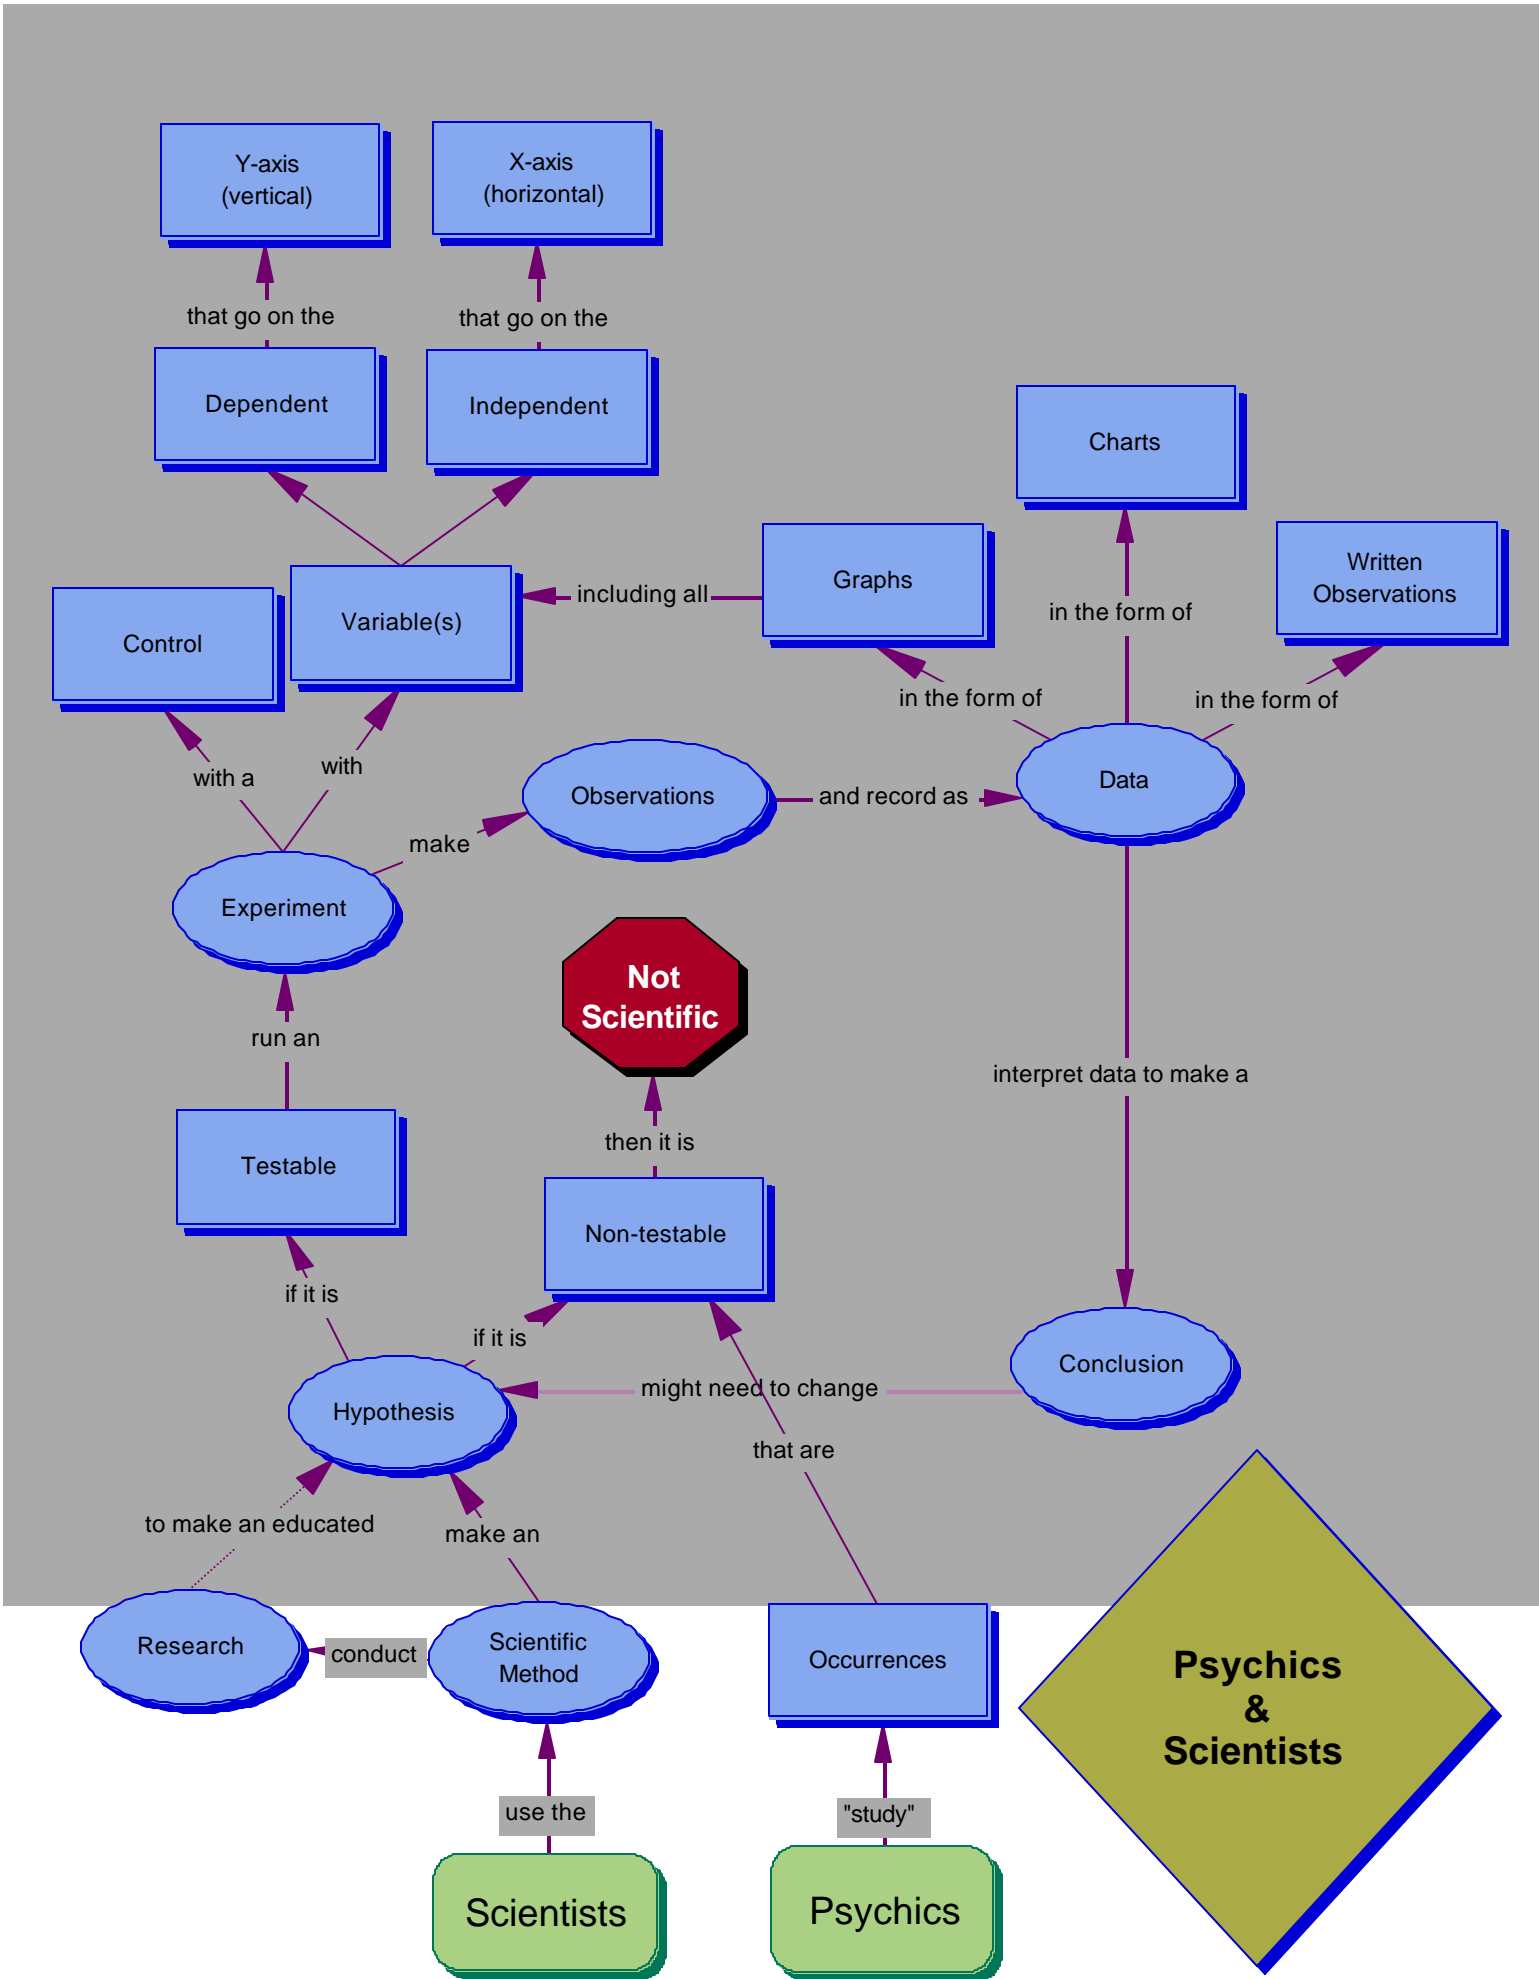 Y-axis
(vertical)
X-axis
(horizontal)
that go on the
that go on the
Dependent
Independent
Charts
Graphs
Written
Observations
including all
Variable(s)
Control
in the form of
in the form of
in the form of
with a
with
Observations
and record as
Data
make
Experiment
Not
Scientific
run an
interpret data to make a
then it is
Testable
Non-testable
if it is
if it is
Conclusion
might need to change
Hypothesis
that are
to make an educated
make an
Research
conduct
Scientific
Method
Occurrences
Psychics
&
Scientists
use the
"study"
Scientists
Psychics